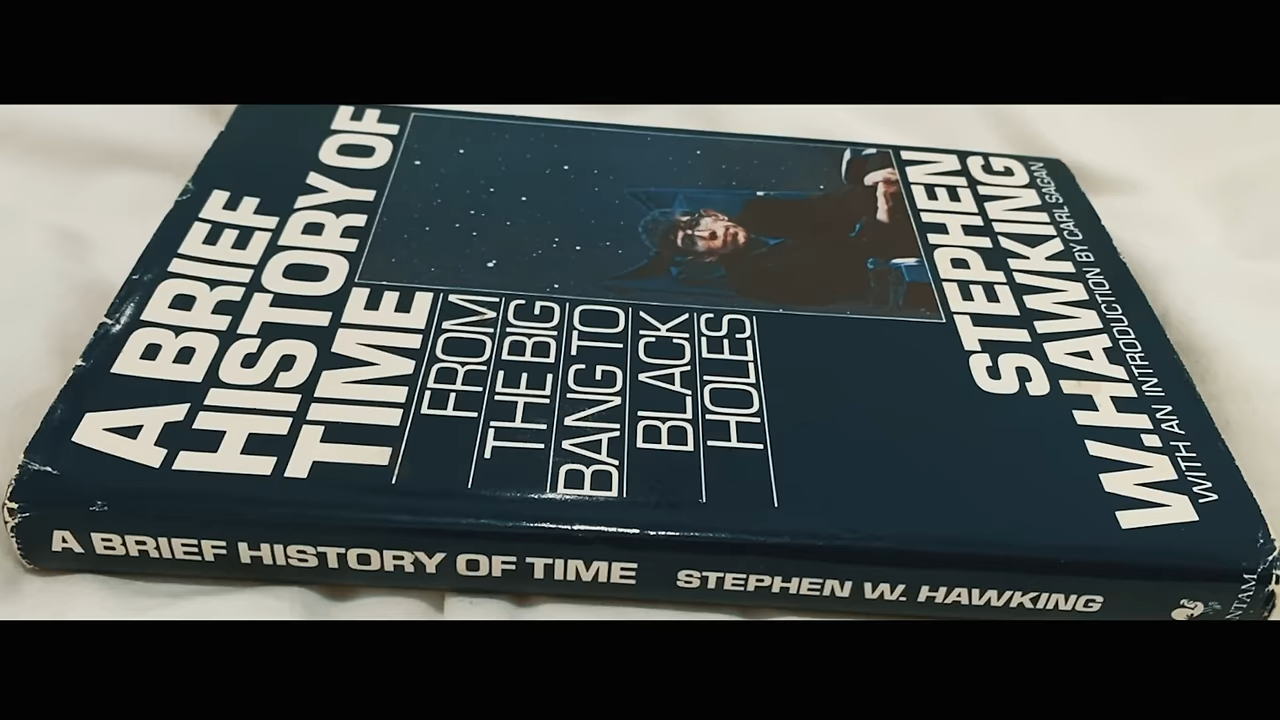 A BRIEF
HISTORY OF
TIME
FROM
THE BIG
BANG TO
BLACK
HOLES
STEPHEN
W.HAWKING
WITH AN INTRODUCTION BY CARL SAGAN
A BRIEF HISTORY OF TIME STEPHEN W. HAWKING
NTAM